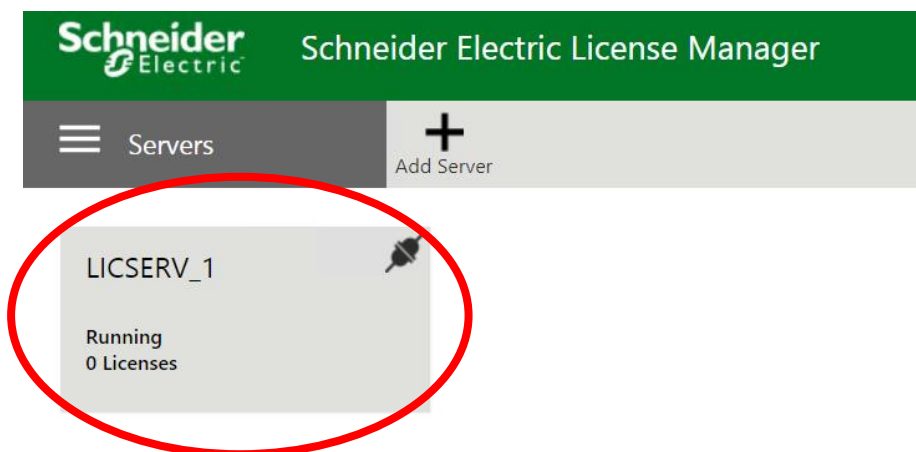 Schneider
Electric
Schneider Electric License Manager
Servers
Add Server
LICSERV_1
Running
0 Licenses